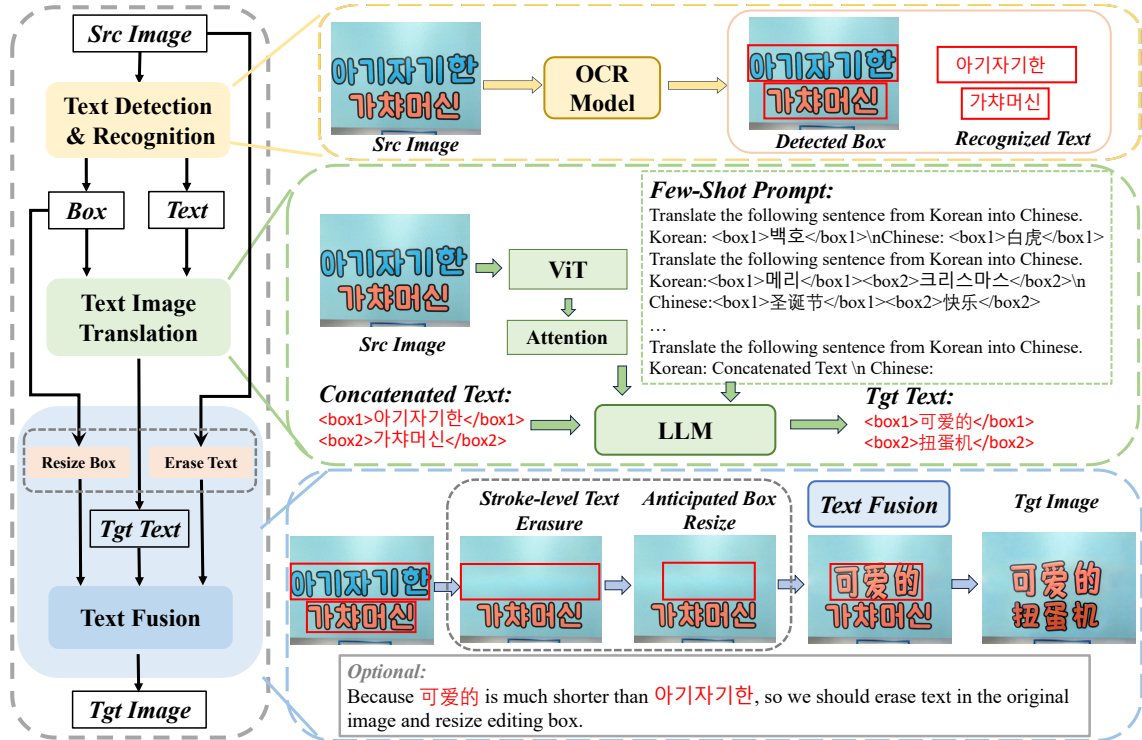 Src Image
Text Detection
& Recognition
Box
Text
Text Image
Translation
Resize Box
Erase Text
Tgt Text
Text Fusion
Tgt Image
아기자기한
가챠머신
Src Image
OCR
Model
아기자기한
가챠머신
Detected Box
아기자기한
가챠머신
Recognized Text
아기자기한
가챠머신
Src Image
ViT
Attention
Few-Shot Prompt:
Translate the following sentence from Korean into Chinese.
Korean: <box1>백호</box1>\nChinese: <box1>白虎</box1>
Translate the following sentence from Korean into Chinese.
Korean:<box1>메리</box1><box2>크리스마스</box2>\n
Chinese:<box1>圣诞节</box1><box2>快乐</box2>
…
Translate the following sentence from Korean into Chinese.
Korean: Concatenated Text \n Chinese:
Concatenated Text:
<box1>아기자기한</box1>
<box2>가챠머신</box2>
LLM
Tgt Text:
<box1>可爱的</box1>
<box2>扭蛋机</box2>
Stroke-level Text
Erasure
Anticipated Box
Resize
Text Fusion
Tgt Image
아기자기한
가챠머신
가챠머신
가챠머신
可爱的
가챠머신
可爱的
扭蛋机
Optional:
Because 可爱的 is much shorter than 아기자기한, so we should erase text in the original
image and resize editing box.